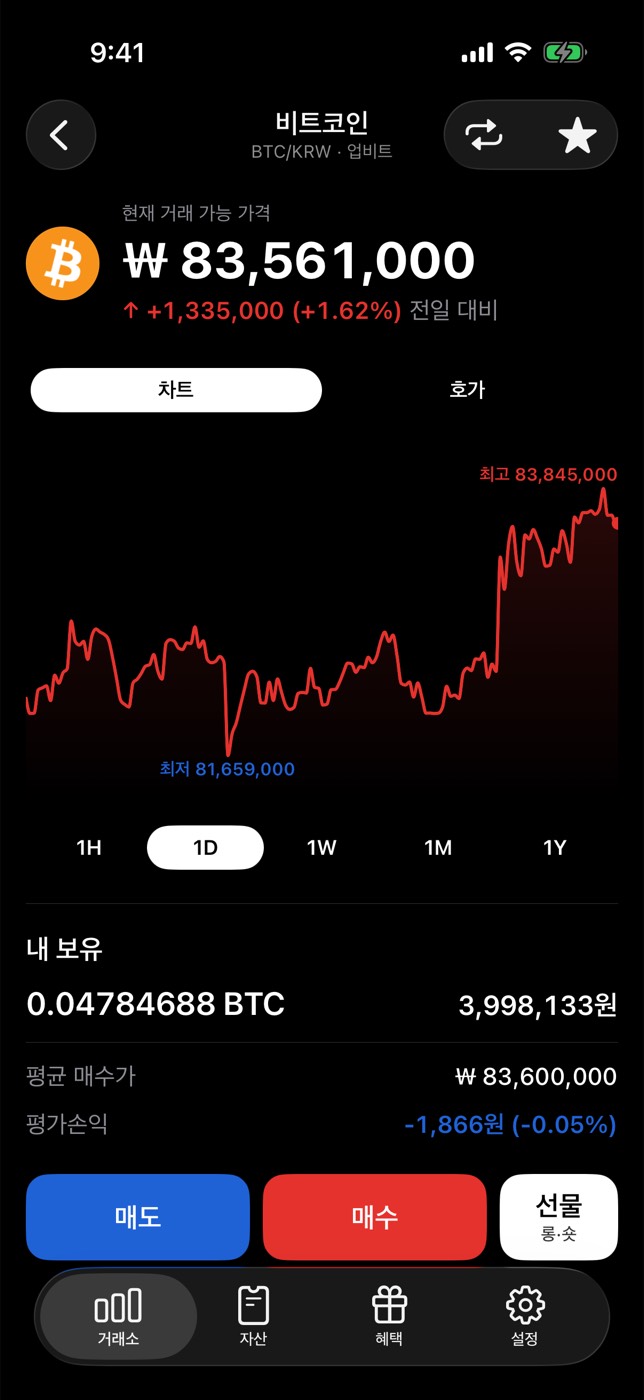 9:41
비트코인
BTC/KRW · 업비트
현재 거래 가능 가격
₩ 83,561,000
↑ +1,335,000 (+1.62%) 전일 대비
차트 호가
최고 83,845,000
최저 81,659,000
1H 1D 1W 1M 1Y
내 보유
0.04784688 BTC 3,998,133원
평균 매수가 ₩ 83,600,000
평가손익 -1,866원 (-0.05%)
매도 매수 선물
롱·숏
거래소 자산 혜택 설정